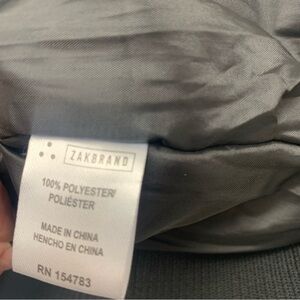 ZAKBRAND
100% POLYESTER/
POLIÉSTER
MADE IN CHINA
HENCHO EN CHINA
RN 154783